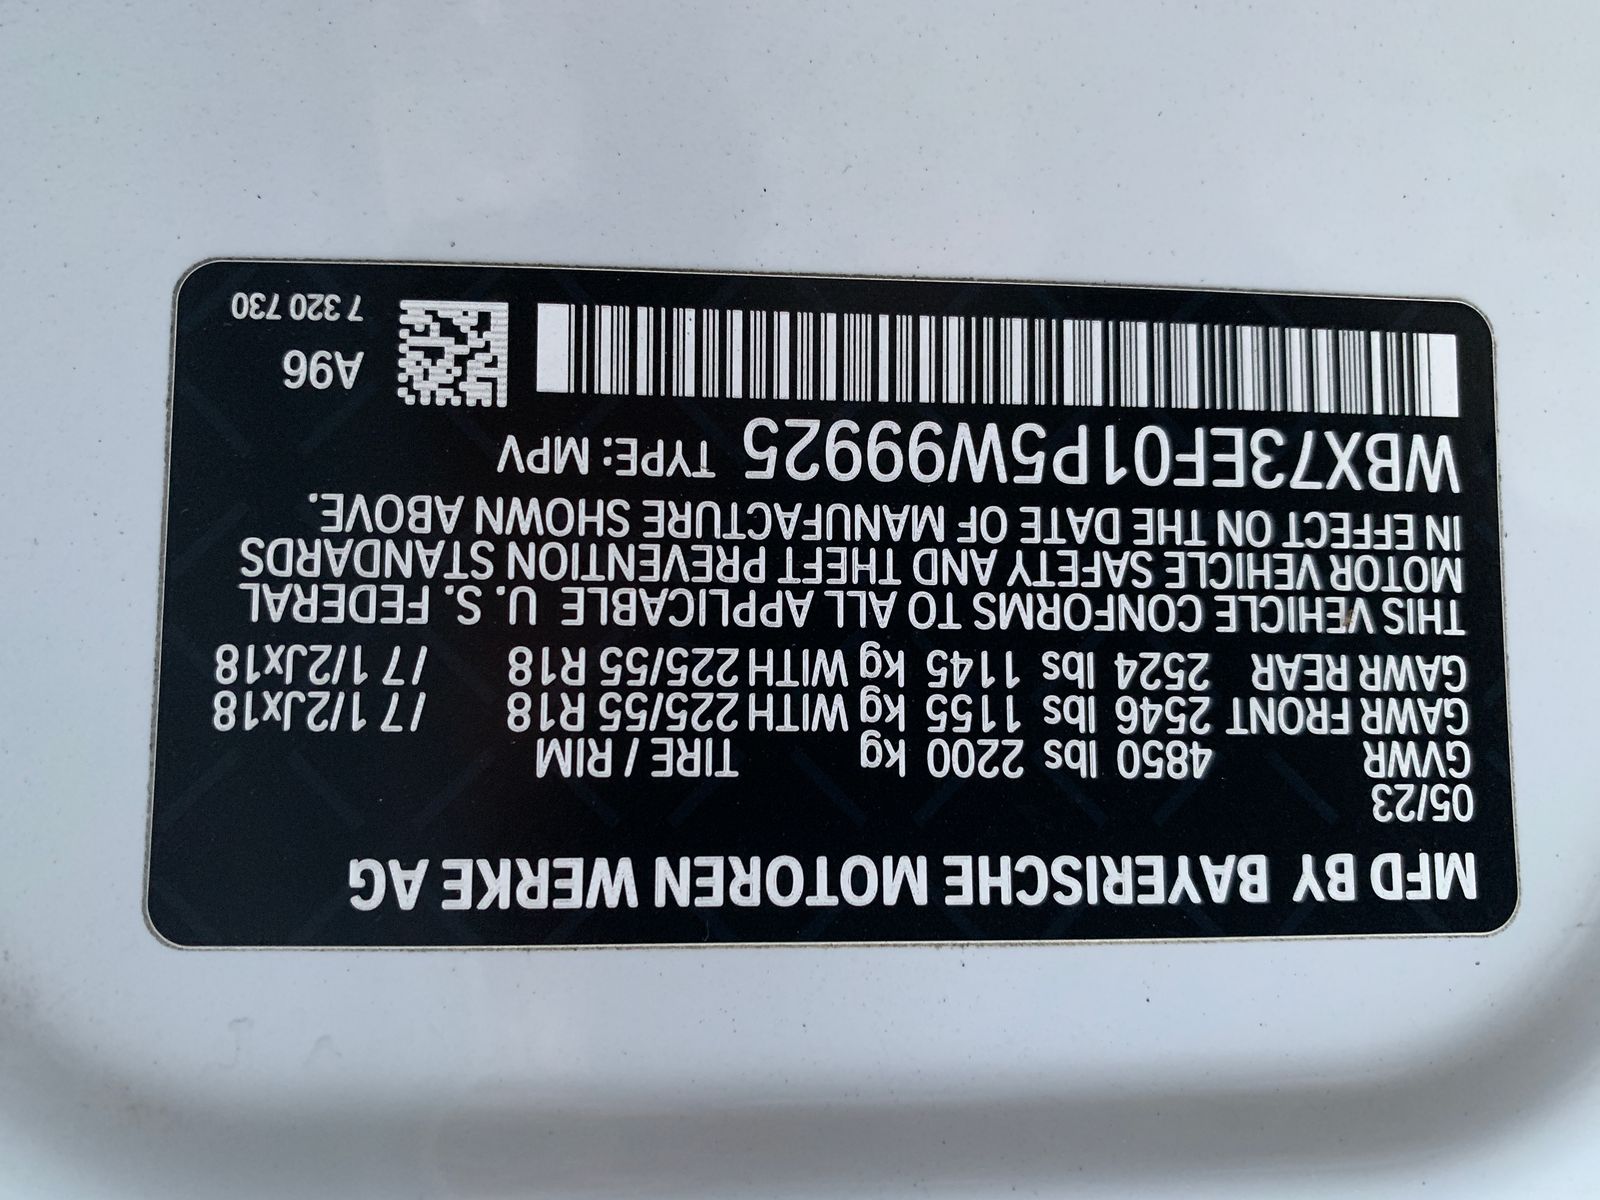 MFD BY BAYERISCHE MOTOREN WERKE AG
05/23
GVWR 4850 lbs 2200 kg TIRE / RIM
GAWR FRONT 2546 lbs 1155 kg WITH 225/55 R18 /7 1/2Jx18
GAWR REAR 2524 lbs 1145 kg WITH 225/55 R18 /7 1/2Jx18
THIS VEHICLE CONFORMS TO ALL APPLICABLE U. S. FEDERAL
MOTOR VEHICLE SAFETY AND THEFT PREVENTION STANDARDS
IN EFFECT ON THE DATE OF MANUFACTURE SHOWN ABOVE.
WBX73EF01P5W99925 TYPE: MPV
A96
7 320 730